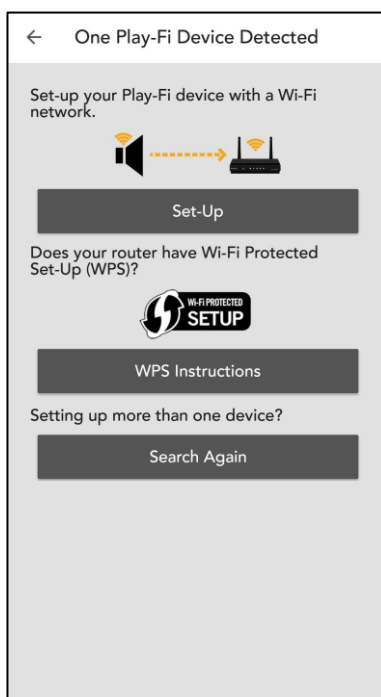 One Play-Fi Device Detected
Set-up your Play-Fi device with a Wi-Fi
network.
Set-Up
Does your router have Wi-Fi Protected
Set-Up (WPS)?
WI-FI PROTECTED
SETUP
WPS Instructions
Setting up more than one device?
Search Again